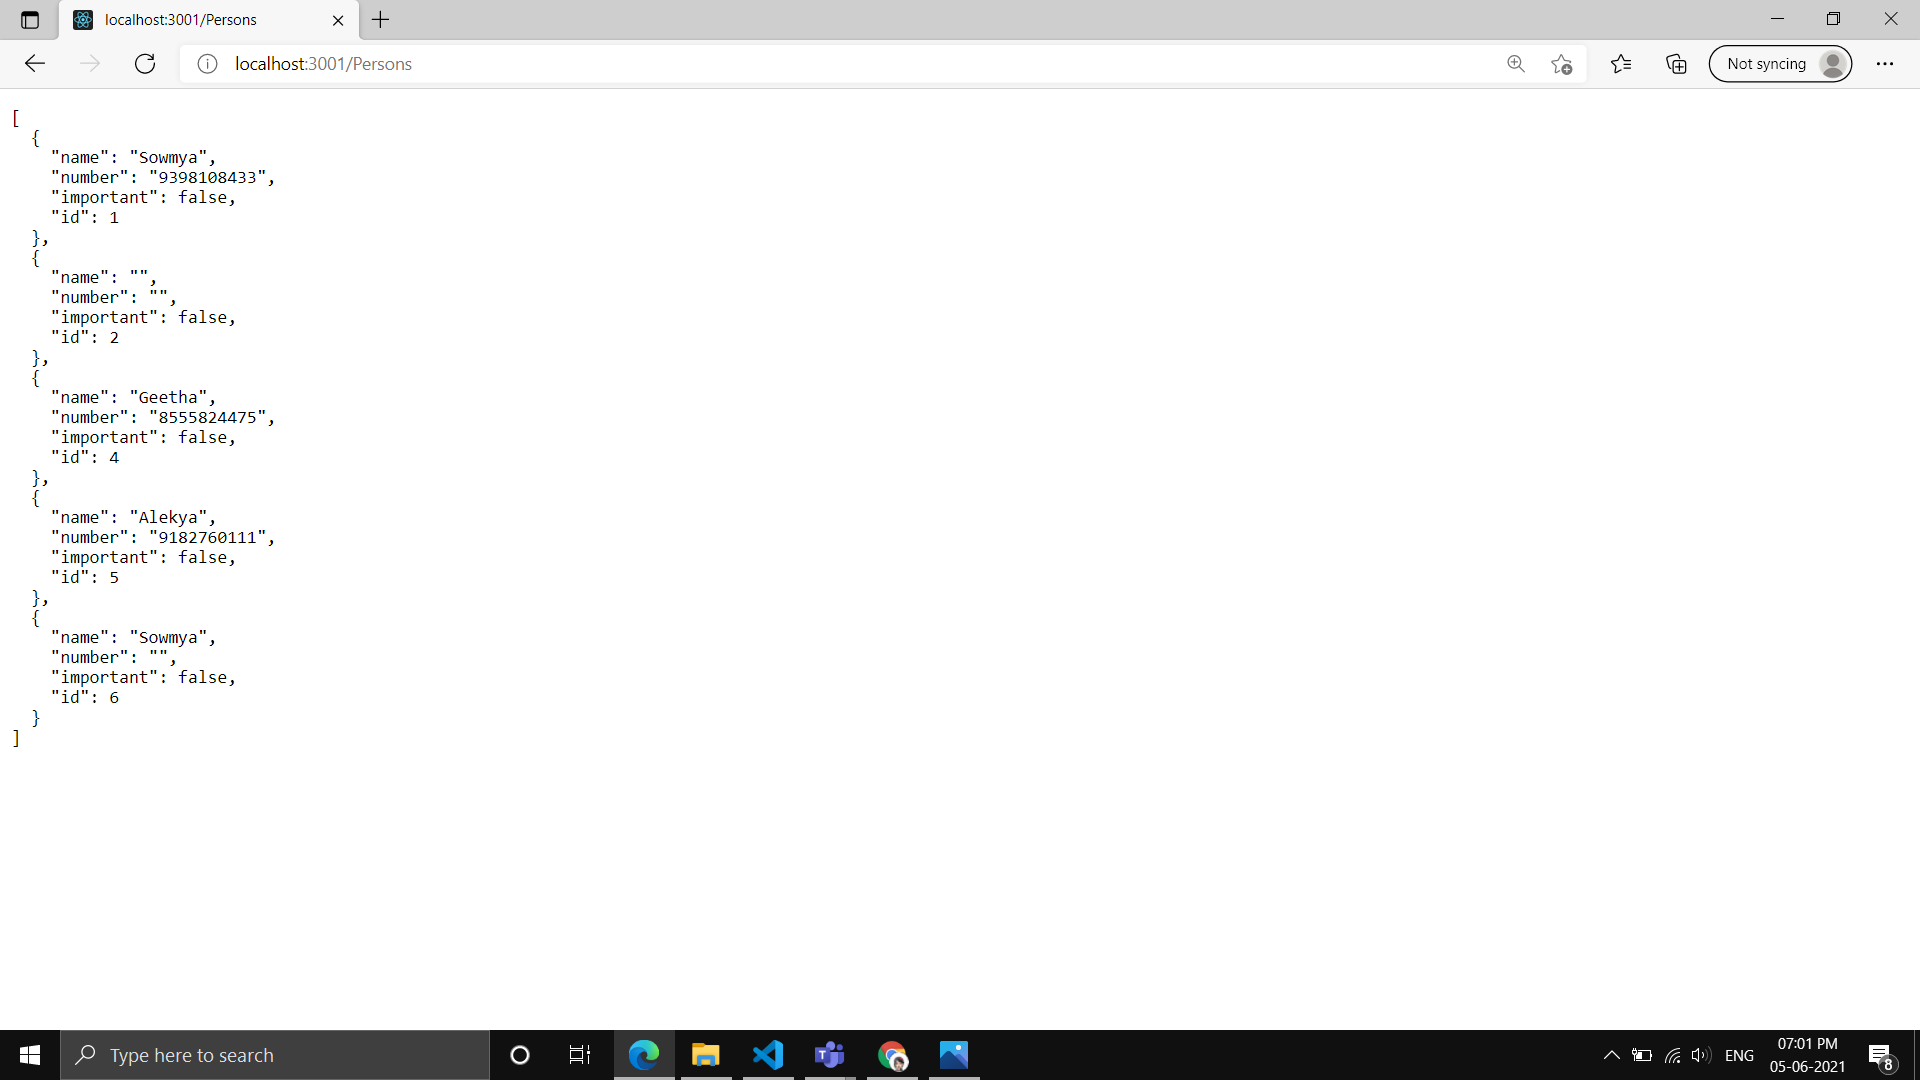 localhost:3001/Persons
localhost:3001/Persons
Not syncing
[
  {
    "name": "Sowmya",
    "number": "9398108433",
    "important": false,
    "id": 1
  },
  {
    "name": "",
    "number": "",
    "important": false,
    "id": 2
  },
  {
    "name": "Geetha",
    "number": "8555824475",
    "important": false,
    "id": 4
  },
  {
    "name": "Alekya",
    "number": "9182760111",
    "important": false,
    "id": 5
  },
  {
    "name": "Sowmya",
    "number": "",
    "important": false,
    "id": 6
  }
]
Type here to search
ENG
07:01 PM
05-06-2021
8